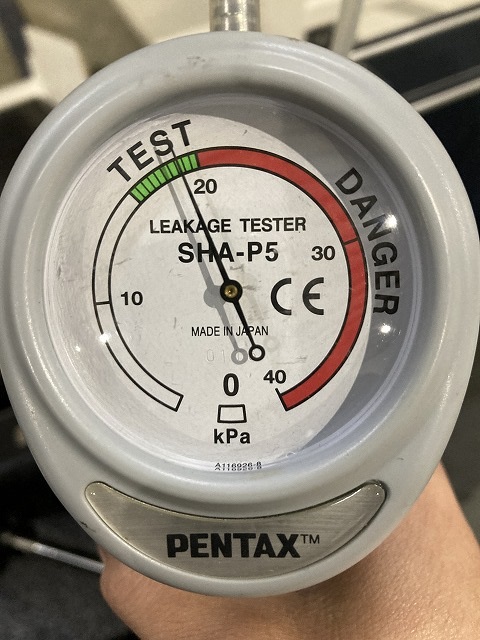 TEST
20
DANGER
LEAKAGE TESTER
SHA-P5
30
CE
10
MADE IN JAPAN
0
40
kPa
PENTAX™